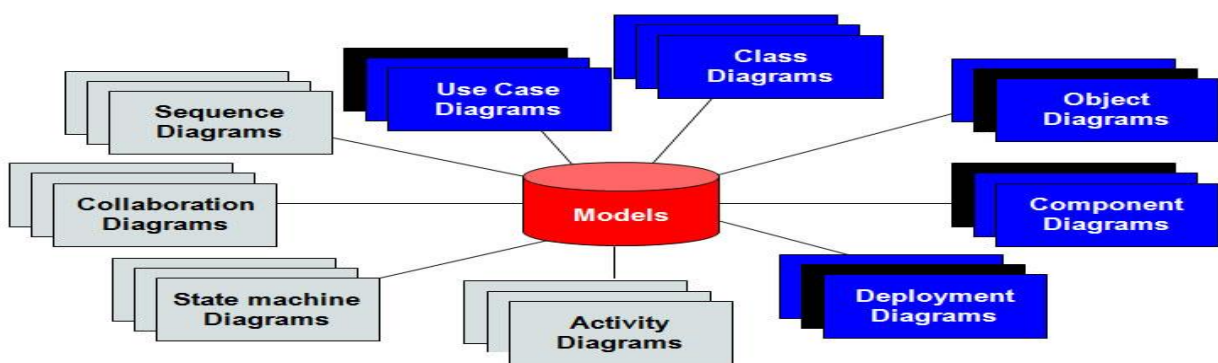 Class
Diagrams
Use Case
Diagrams
Object
Diagrams
Sequence
Diagrams
Collaboration
Diagrams
Models
Component
Diagrams
State machine
Diagrams
Activity
Diagrams
Deployment
Diagrams